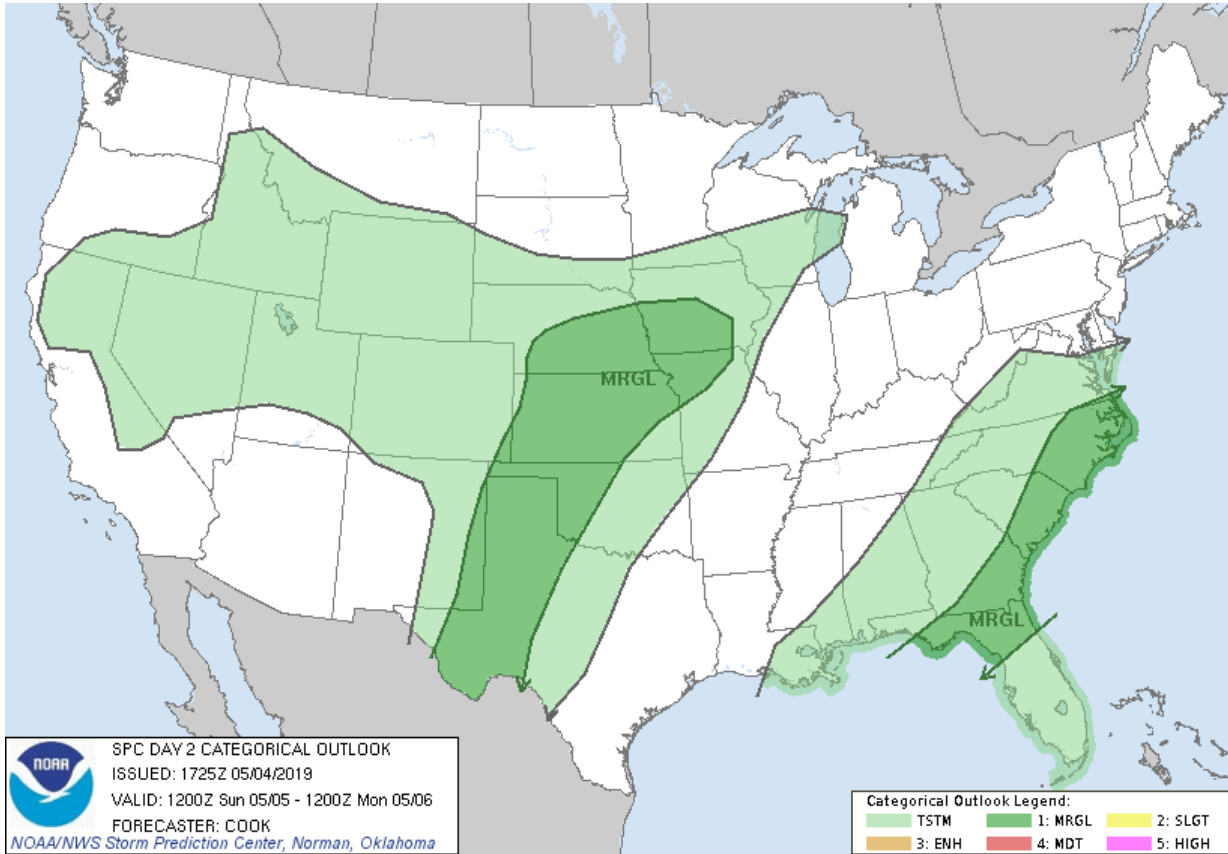 MRGL
MRGL
NOAA
SPC DAY 2 CATEGORICAL OUTLOOK
ISSUED: 1725Z 05/04/2019
VALID: 1200Z Sun 05/05 - 1200Z Mon 05/06
FORECASTER: COOK
NOAA/NWS Storm Prediction Center, Norman, Oklahoma
Categorical Outlook Legend:
TSTM 1: MRGL 2: SLGT
3: ENH 4: MDT 5: HIGH